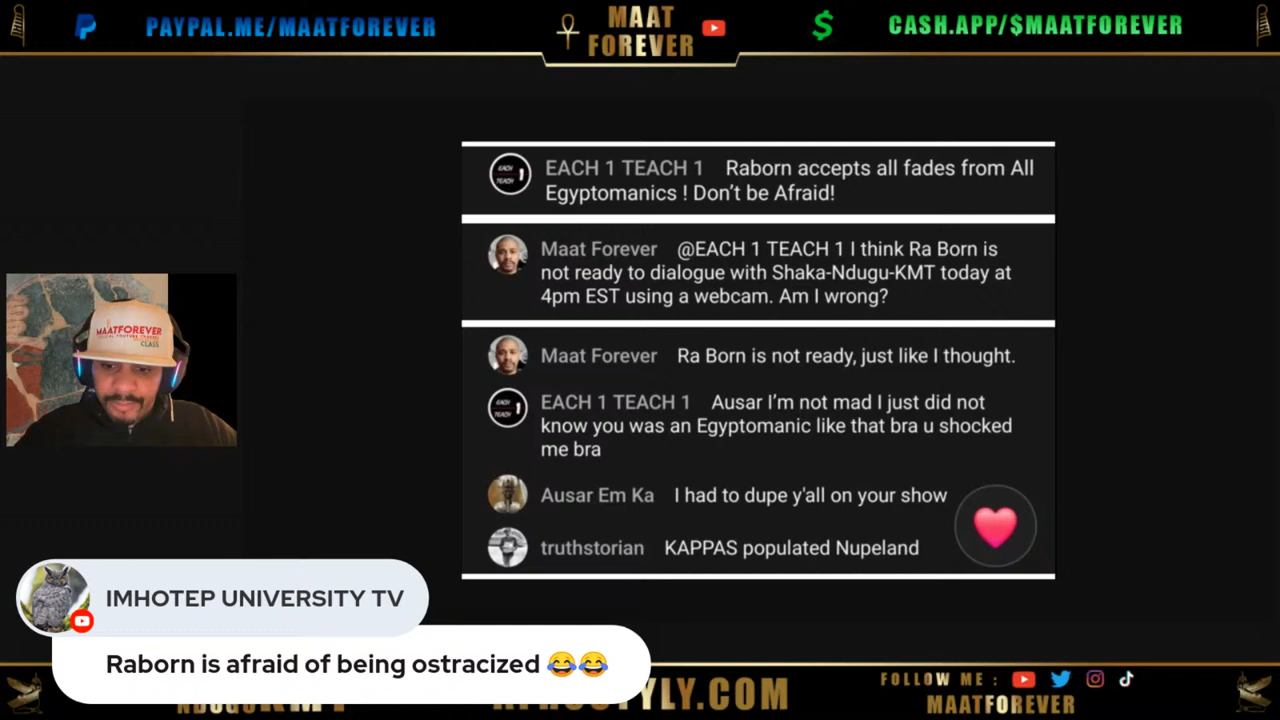 PAYPAL.ME/MAATFOREVER
MAAT
FOREVER
CASH.APP/$MAATFOREVER
EACH 1 TEACH 1 Raborn accepts all fades from All
Egyptomanics ! Don't be Afraid!
Maat Forever @EACH 1 TEACH 1 I think Ra Born is
not ready to dialogue with Shaka-Ndugu-KMT today at
4pm EST using a webcam. Am I wrong?
Maat Forever Ra Born is not ready, just like I thought.
EACH 1 TEACH 1 Ausar I'm not mad I just did not
know you was an Egyptomanic like that bra u shocked
me bra
Ausar Em Ka I had to dupe y'all on your show
truthstorian KAPPAS populated Nupeland
MAATFOREVER
CLASS
IMHOTEP UNIVERSITY TV
Raborn is afraid of being ostracized 😂😂
FOLLOW ME :
MAATFOREVER